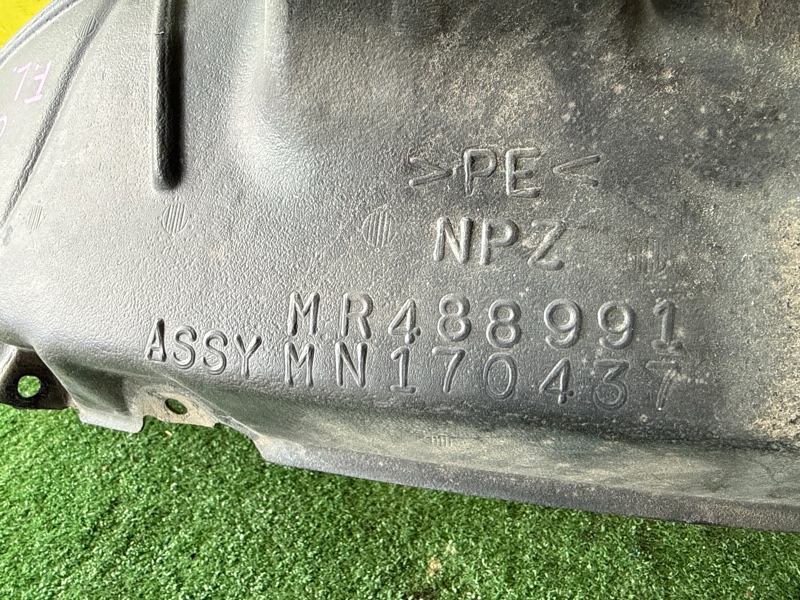 F.L.
>PE<
NPZ
MR488991
ASSY MN170437